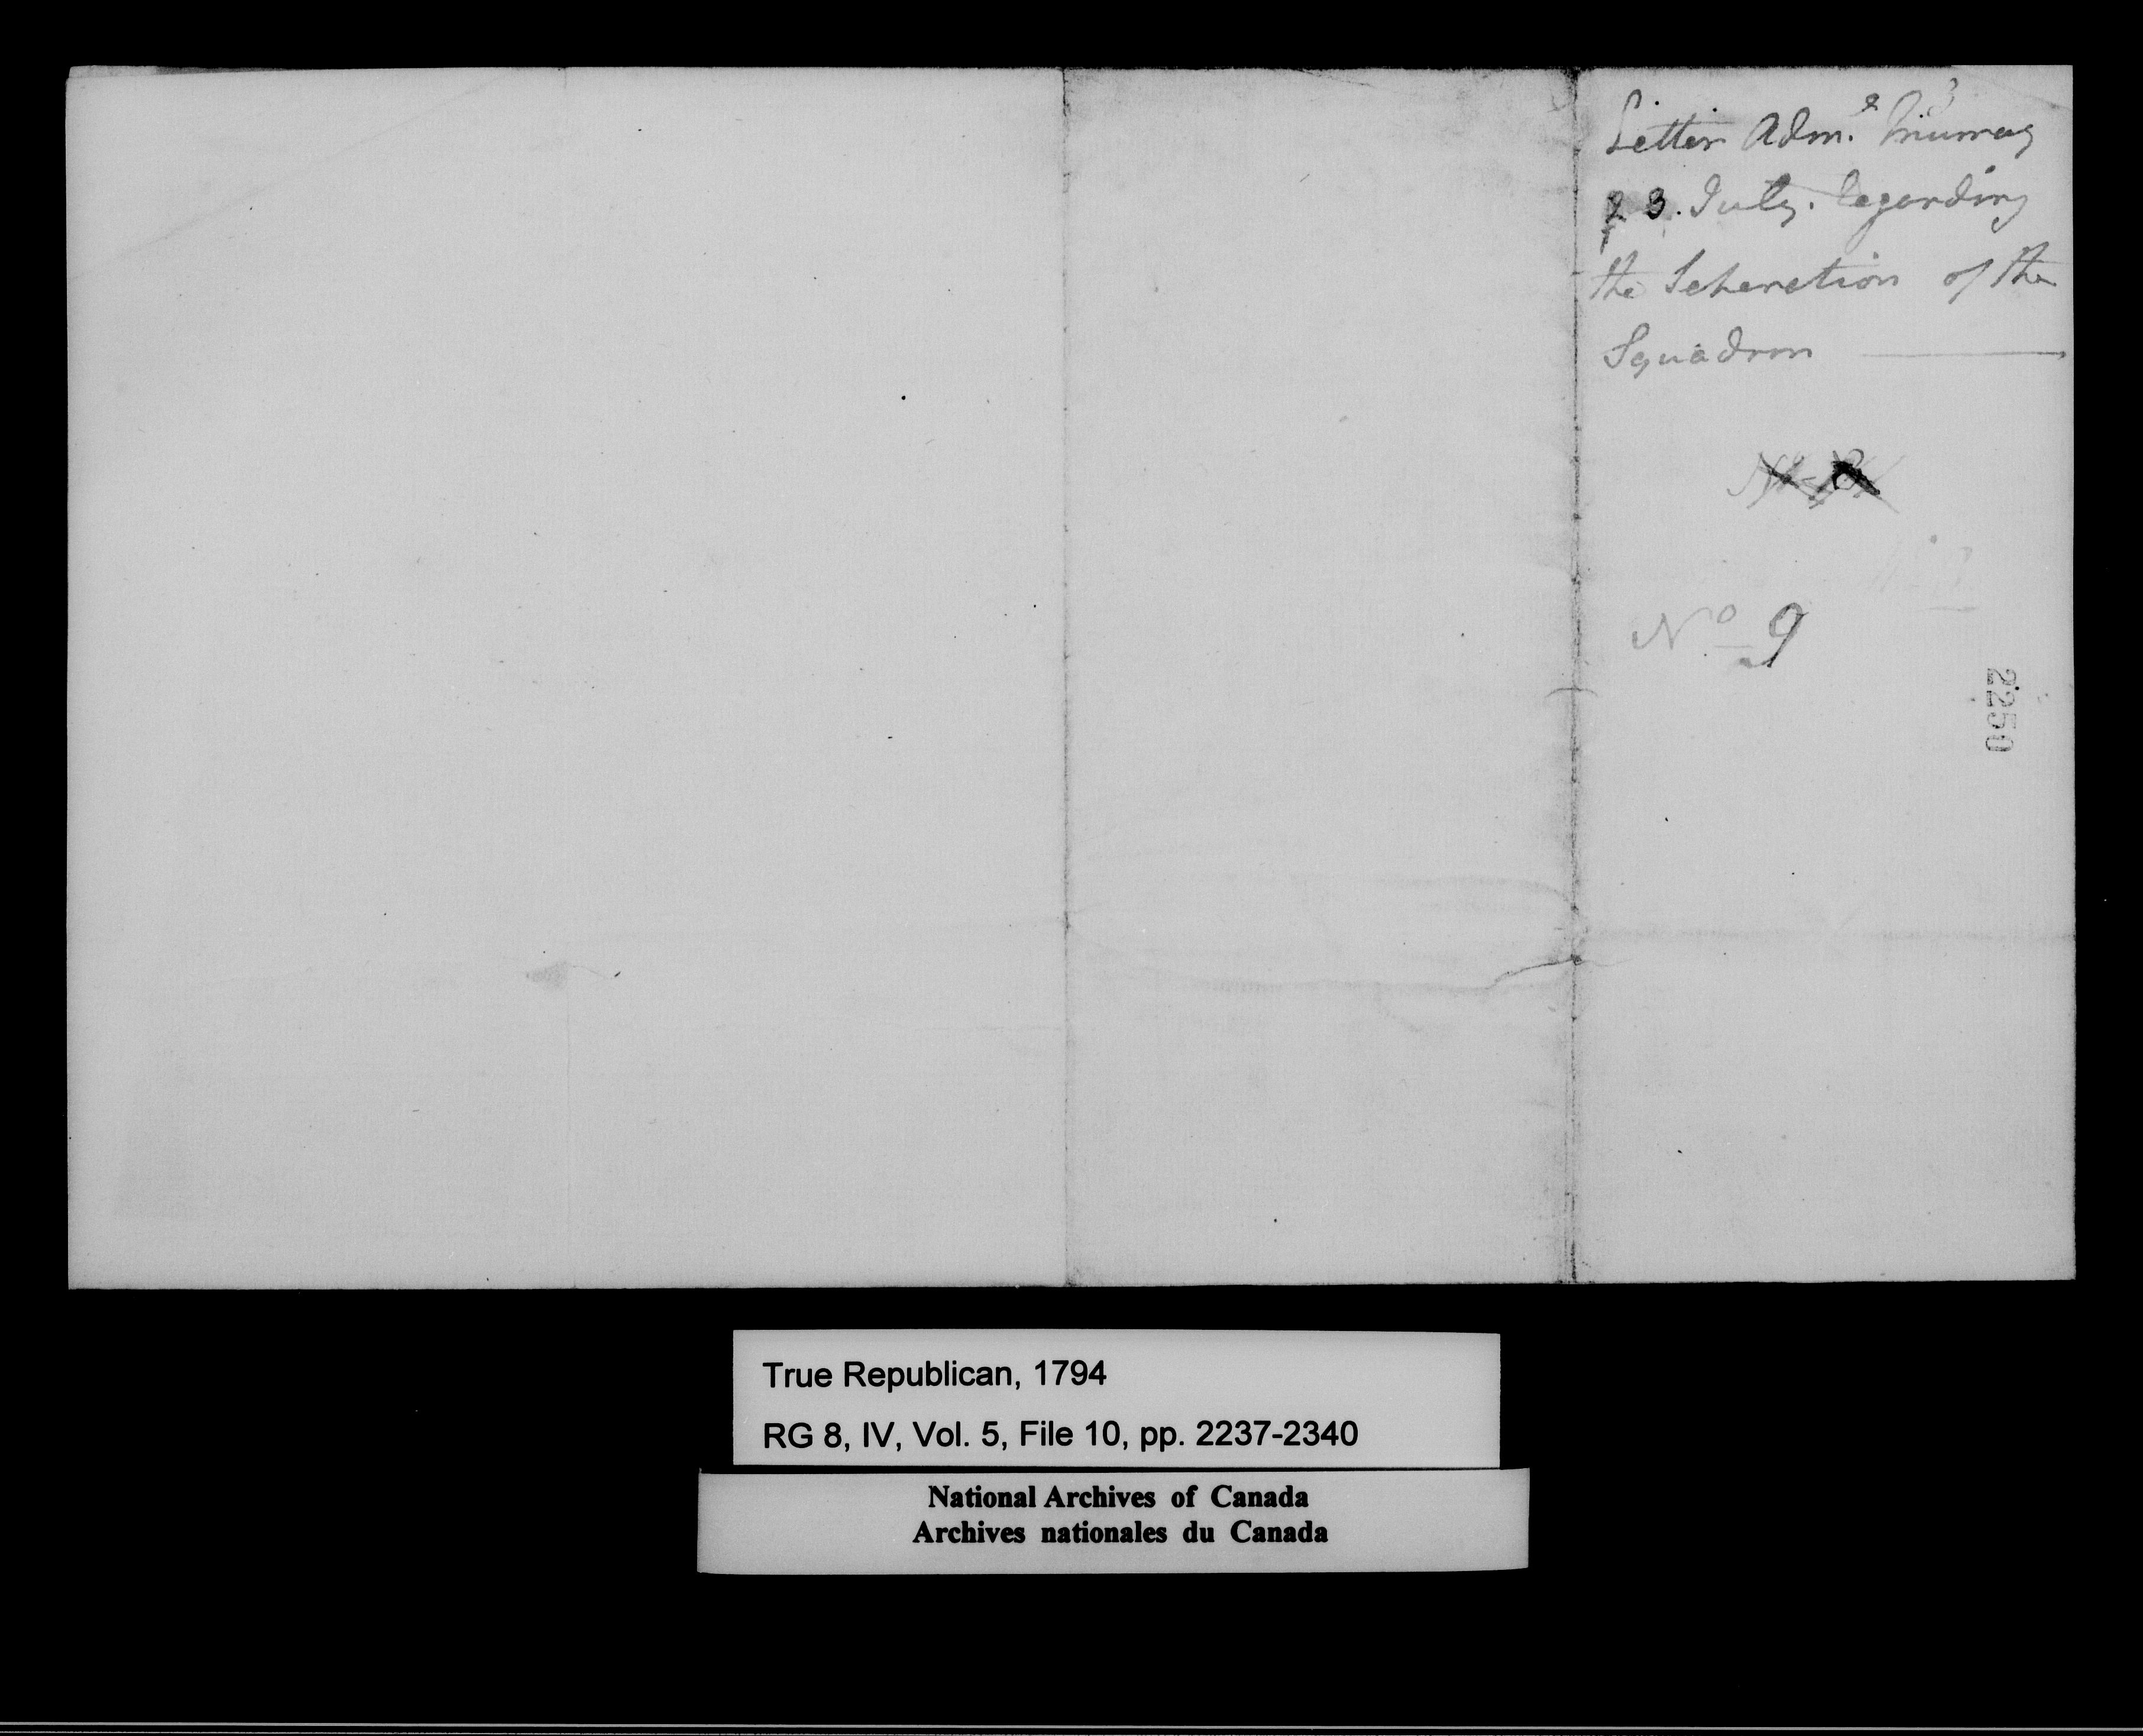 Letter Adm.l Murray
23. July. regarding
the Seperation of the
Squadron
No 9
2250
True Republican, 1794
RG 8, IV, Vol. 5, File 10, pp. 2237-2340
National Archives of Canada
Archives nationales du Canada